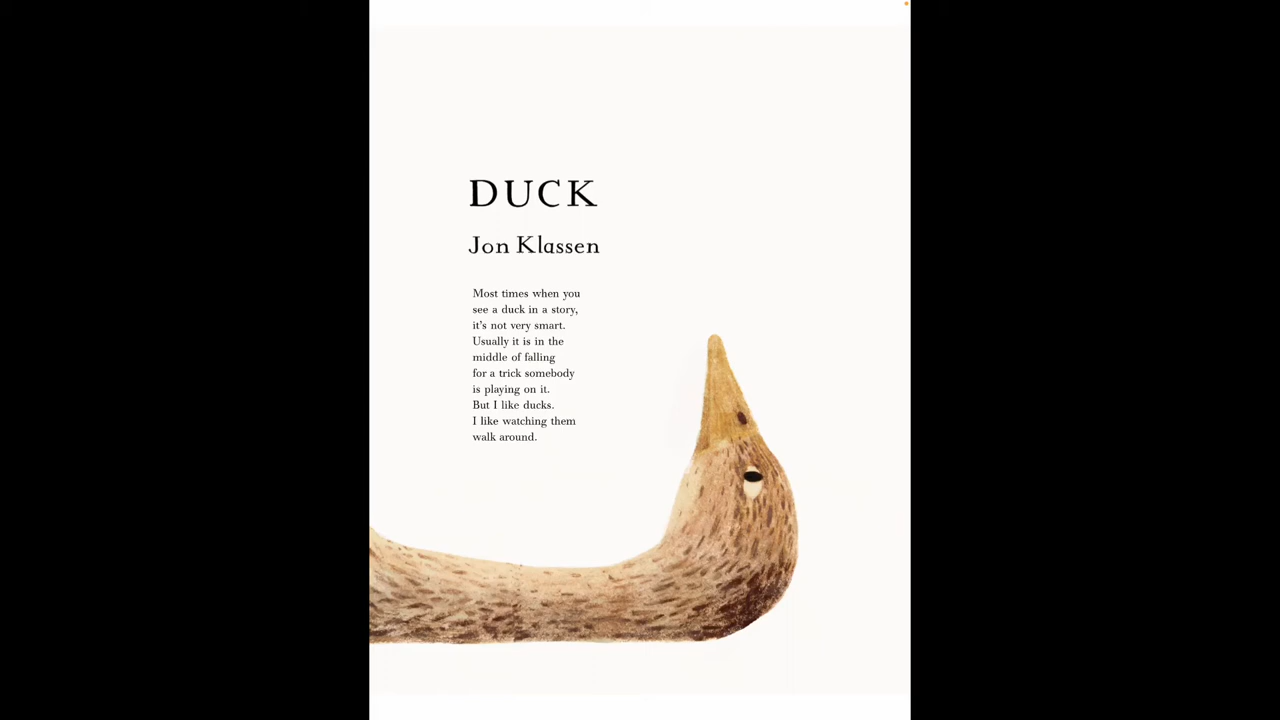 DUCK
Jon Klassen
Most times when you
see a duck in a story,
it's not very smart.
Usually it is in the
middle of falling
for a trick somebody
is playing on it.
But I like ducks.
I like watching them
walk around.